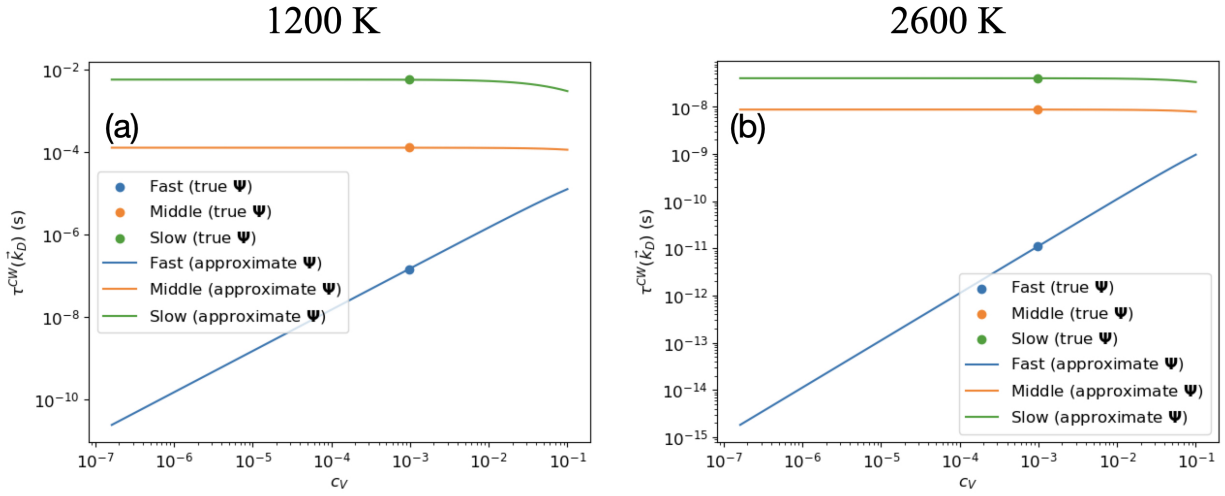 1200 K
2600 K
(a)
10⁻²
10⁻⁴
10⁻⁶
10⁻⁸
10⁻¹⁰
τ^{CW}(k⃗_D) (s)
Fast (true Ψ)
Middle (true Ψ)
Slow (true Ψ)
Fast (approximate Ψ)
Middle (approximate Ψ)
Slow (approximate Ψ)
10⁻⁷ 10⁻⁶ 10⁻⁵ 10⁻⁴ 10⁻³ 10⁻² 10⁻¹
c_V
(b)
10⁻⁸
10⁻⁹
10⁻¹⁰
10⁻¹¹
10⁻¹²
10⁻¹³
10⁻¹⁴
10⁻¹⁵
τ^{CW}(k⃗_D) (s)
Fast (true Ψ)
Middle (true Ψ)
Slow (true Ψ)
Fast (approximate Ψ)
Middle (approximate Ψ)
Slow (approximate Ψ)
10⁻⁷ 10⁻⁶ 10⁻⁵ 10⁻⁴ 10⁻³ 10⁻² 10⁻¹
c_V